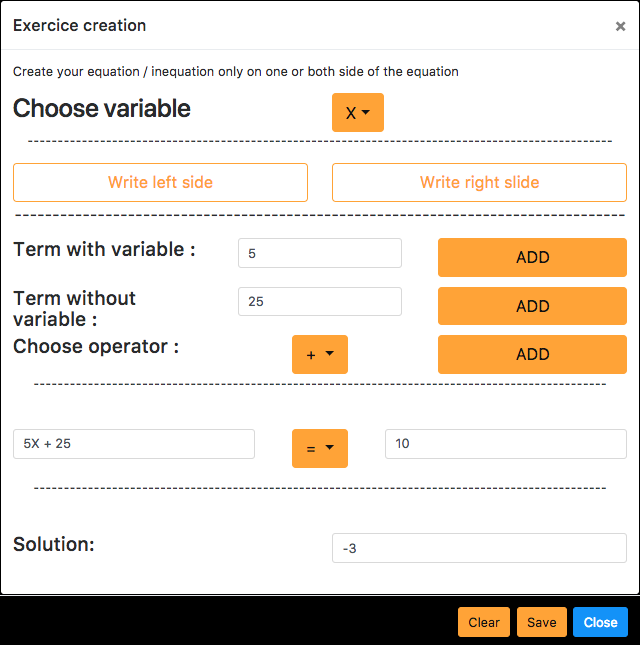 Exercice creation ×
Create your equation / inequation only on one or both side of the equation
Choose variable X
Write left side Write right slide
Term with variable : 5 ADD
Term without
variable : 25 ADD
Choose operator : + ADD
5X + 25 = 10
Solution: -3
Clear Save Close